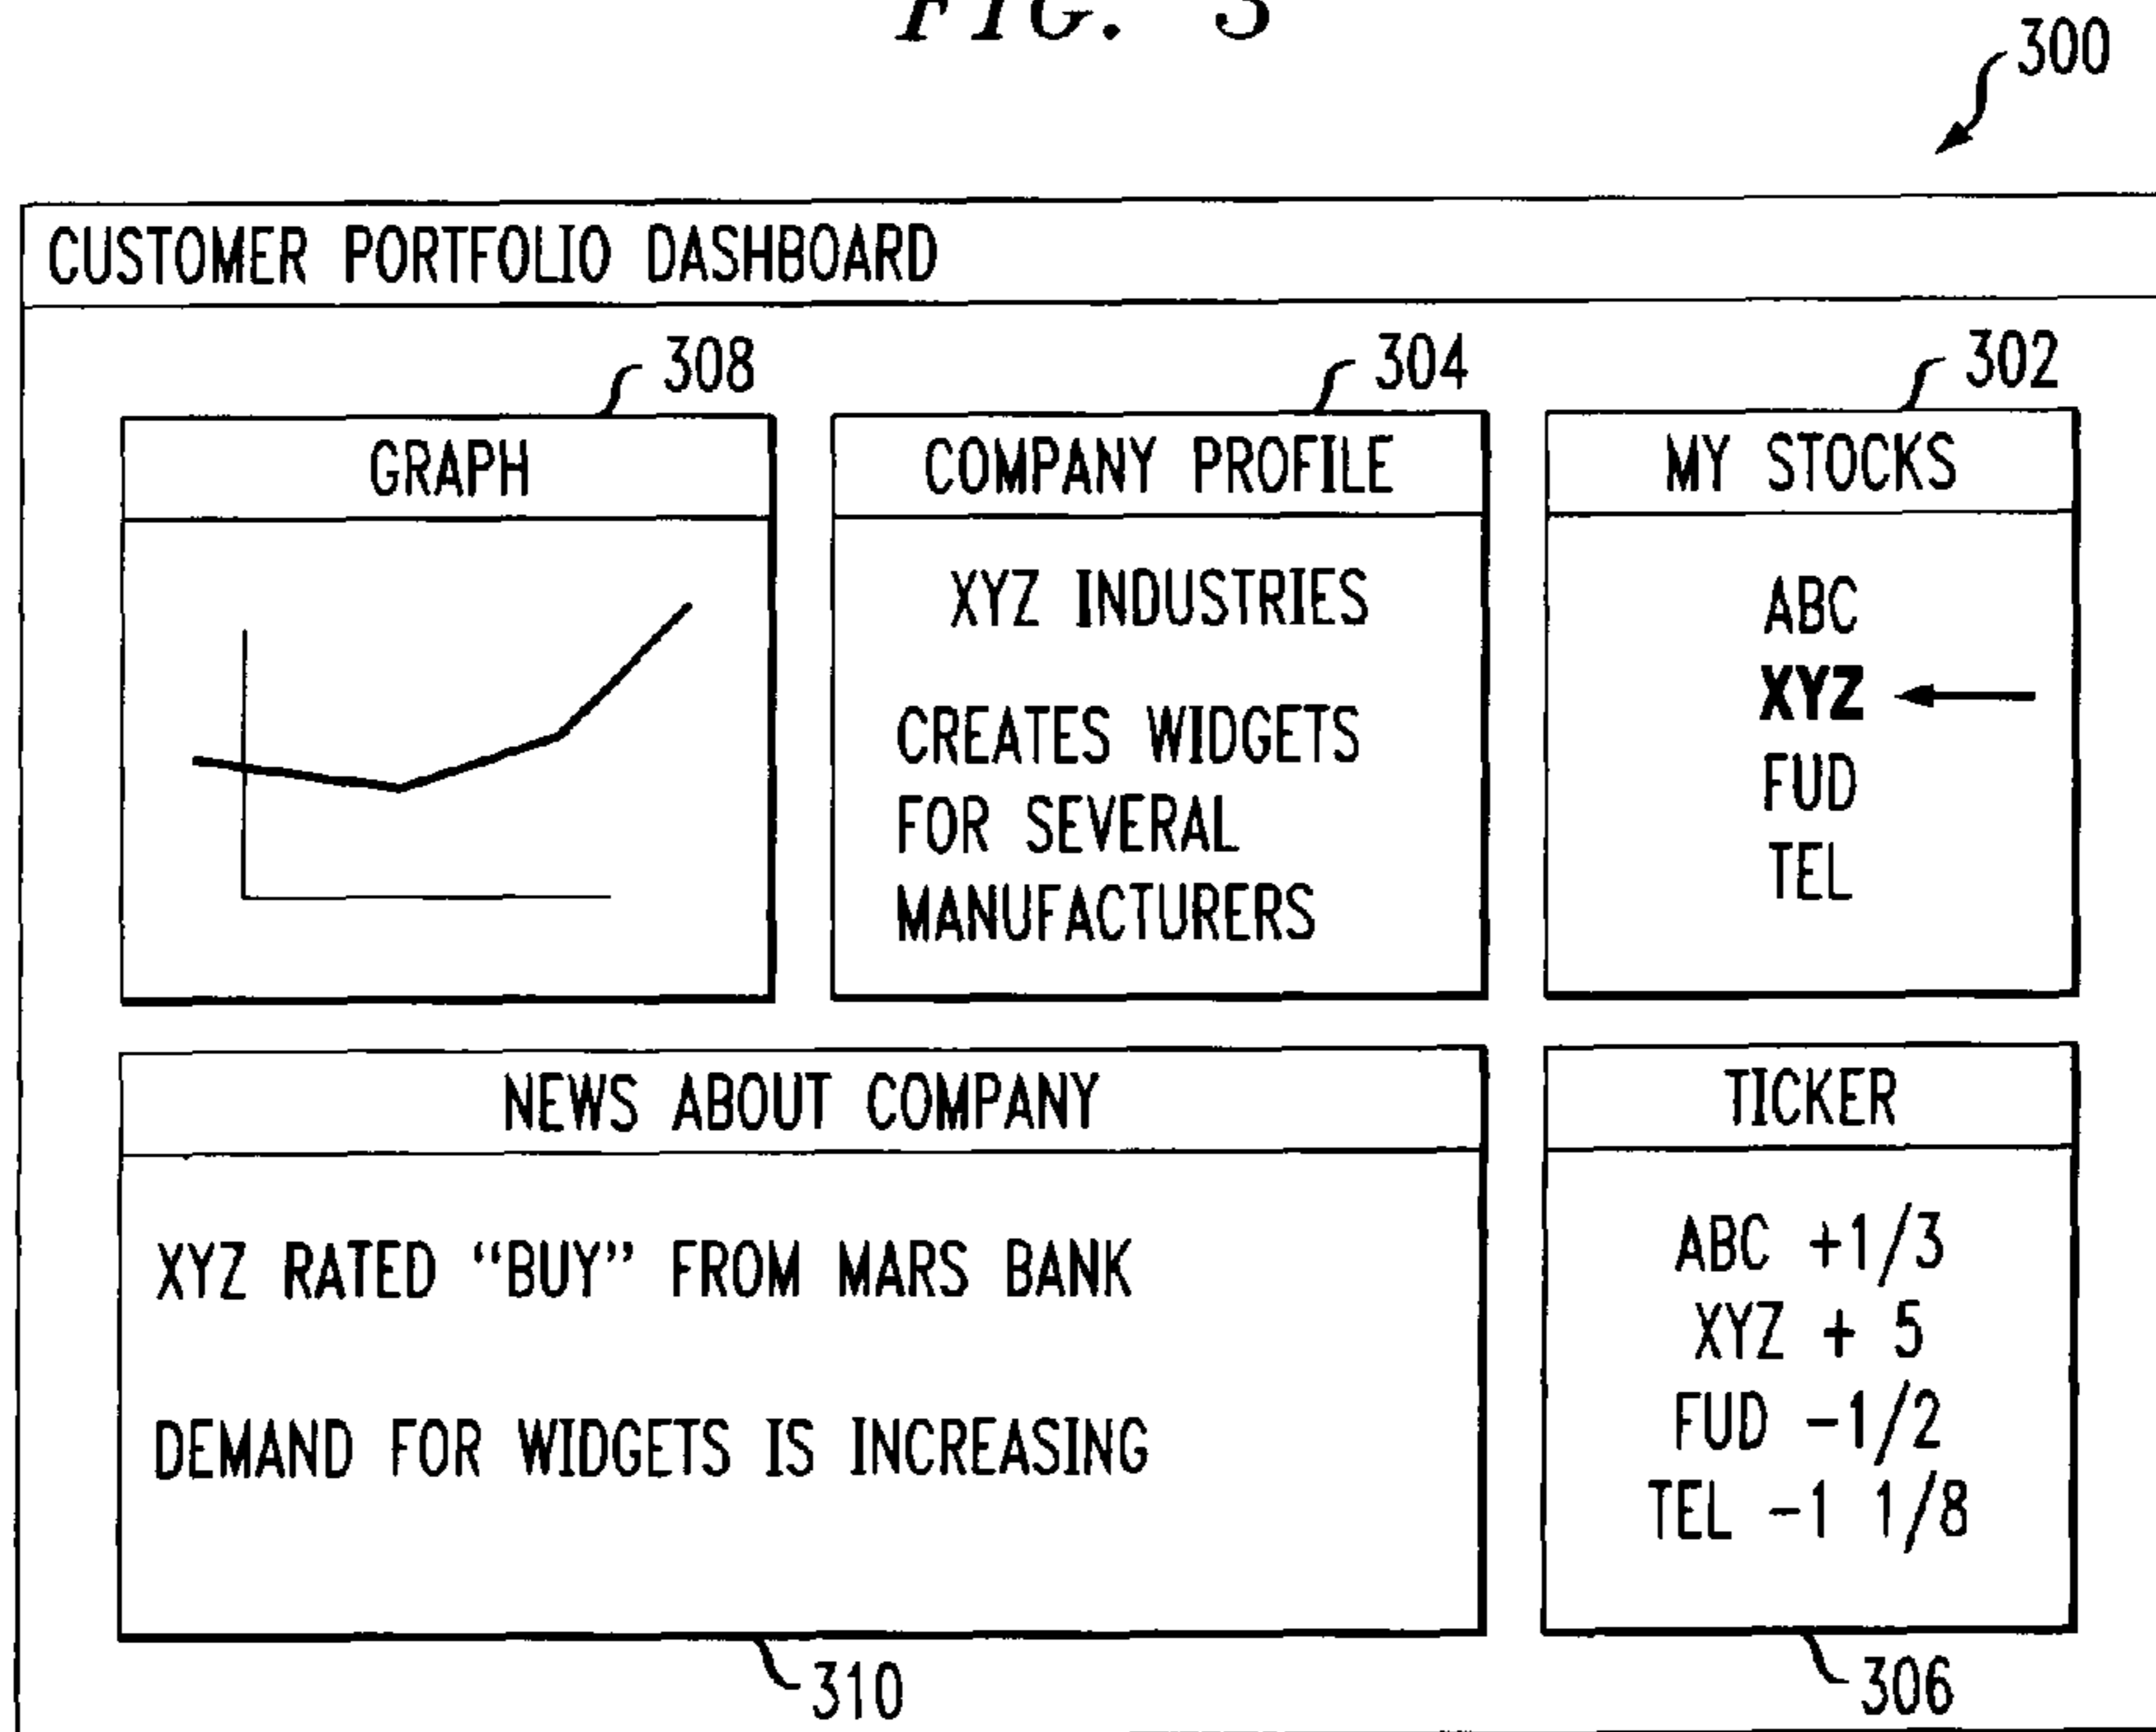 FIG. 3
300
CUSTOMER PORTFOLIO DASHBOARD
308
304
302
GRAPH
COMPANY PROFILE
MY STOCKS
XYZ INDUSTRIES
CREATES WIDGETS
FOR SEVERAL
MANUFACTURERS
ABC
XYZ
FUD
TEL
NEWS ABOUT COMPANY
XYZ RATED “BUY” FROM MARS BANK
DEMAND FOR WIDGETS IS INCREASING
TICKER
ABC +1/3
XYZ + 5
FUD -1/2
TEL -1 1/8
310
306